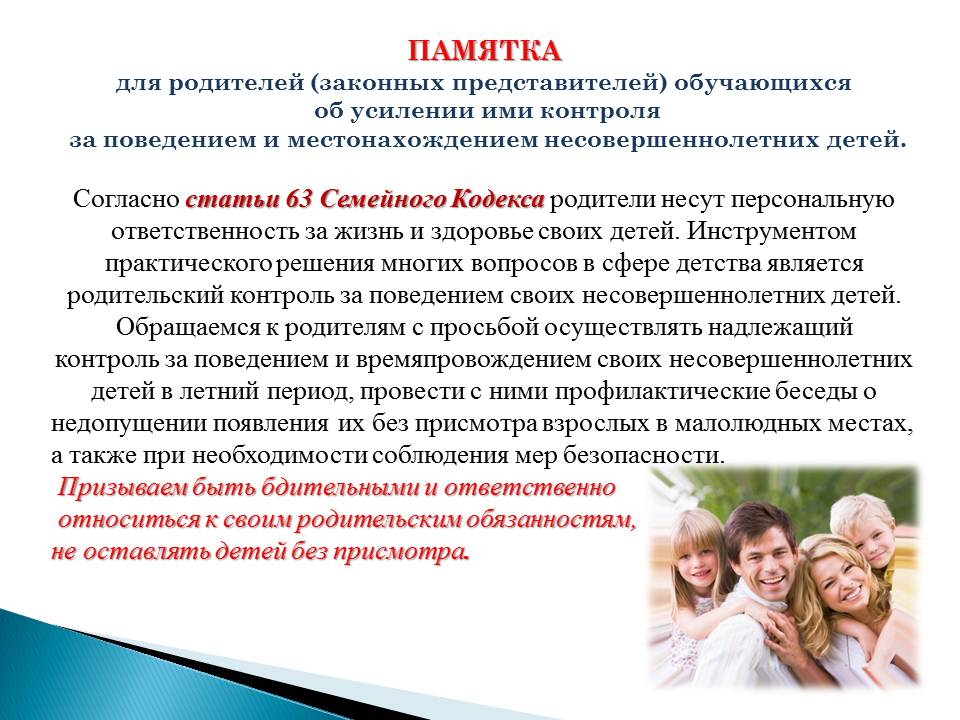 ПАМЯТКА
для родителей (законных представителей) обучающихся
об усилении ими контроля
за поведением и местонахождением несовершеннолетних детей.
Согласно статьи 63 Семейного Кодекса родители несут персональную
ответственность за жизнь и здоровье своих детей. Инструментом
практического решения многих вопросов в сфере детства является
родительский контроль за поведением своих несовершеннолетних детей.
Обращаемся к родителям с просьбой осуществлять надлежащий
контроль за поведением и времяпровождением своих несовершеннолетних
детей в летний период, провести с ними профилактические беседы о
недопущении появления их без присмотра взрослых в малолюдных местах,
а также при необходимости соблюдения мер безопасности.
Призываем быть бдительными и ответственно
относиться к своим родительским обязанностям,
не оставлять детей без присмотра.